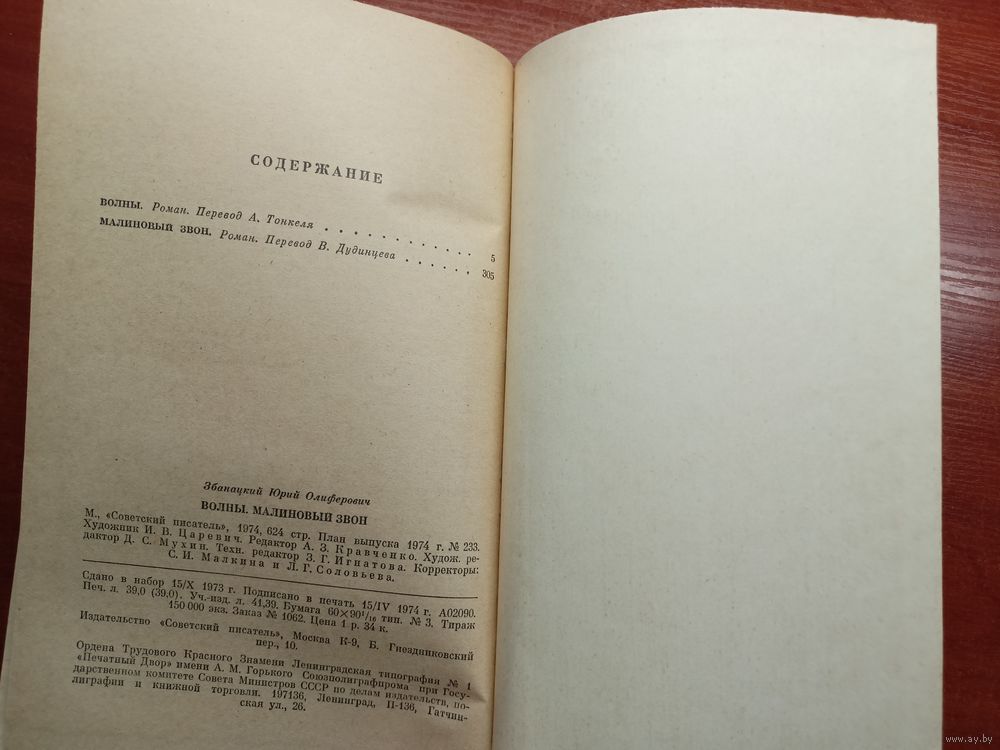 СОДЕРЖАНИЕ
ВОЛНЫ. Роман. Перевод А. Тонкеля . . . . . . . . . . . 5
МАЛИНОВЫЙ ЗВОН. Роман. Перевод В. Дудинцева . . . . . 305
Збанацкий Юрий Олиферович
ВОЛНЫ. МАЛИНОВЫЙ ЗВОН
М., «Советский писатель», 1974, 624 стр. План выпуска 1974 г. № 233.
Художник И. В. Царевич. Редактор А. З. Кравченко. Худож. ре-
дактор Д. С. Мухин. Техн. редактор З. Г. Игнатова. Корректоры:
С. И. Малкина и Л. Г. Соловьева.
Сдано в набор 15/X 1973 г. Подписано в печать 15/IV 1974 г. А02090.
Печ. л. 39,0 (39,0). Уч.-изд. л. 41,39. Бумага 60×90¹/₁₆ тип. № 3. Тираж
150 000 экз. Заказ № 1062. Цена 1 р. 34 к.
Издательство «Советский писатель», Москва К-9, Б. Гнездниковский
пер., 10.
Ордена Трудового Красного Знамени Ленинградская типография № 1
«Печатный Двор» имени А. М. Горького Союзполиграфпрома при Госу-
дарственном комитете Совета Министров СССР по делам издательств, по-
лиграфии и книжной торговли. 197136, Ленинград, П-136, Гатчин-
ская ул., 26.
www.ay.by